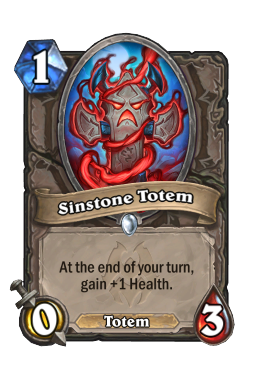 1
Sinstone Totem
At the end of your turn,
gain +1 Health.
0
Totem
3